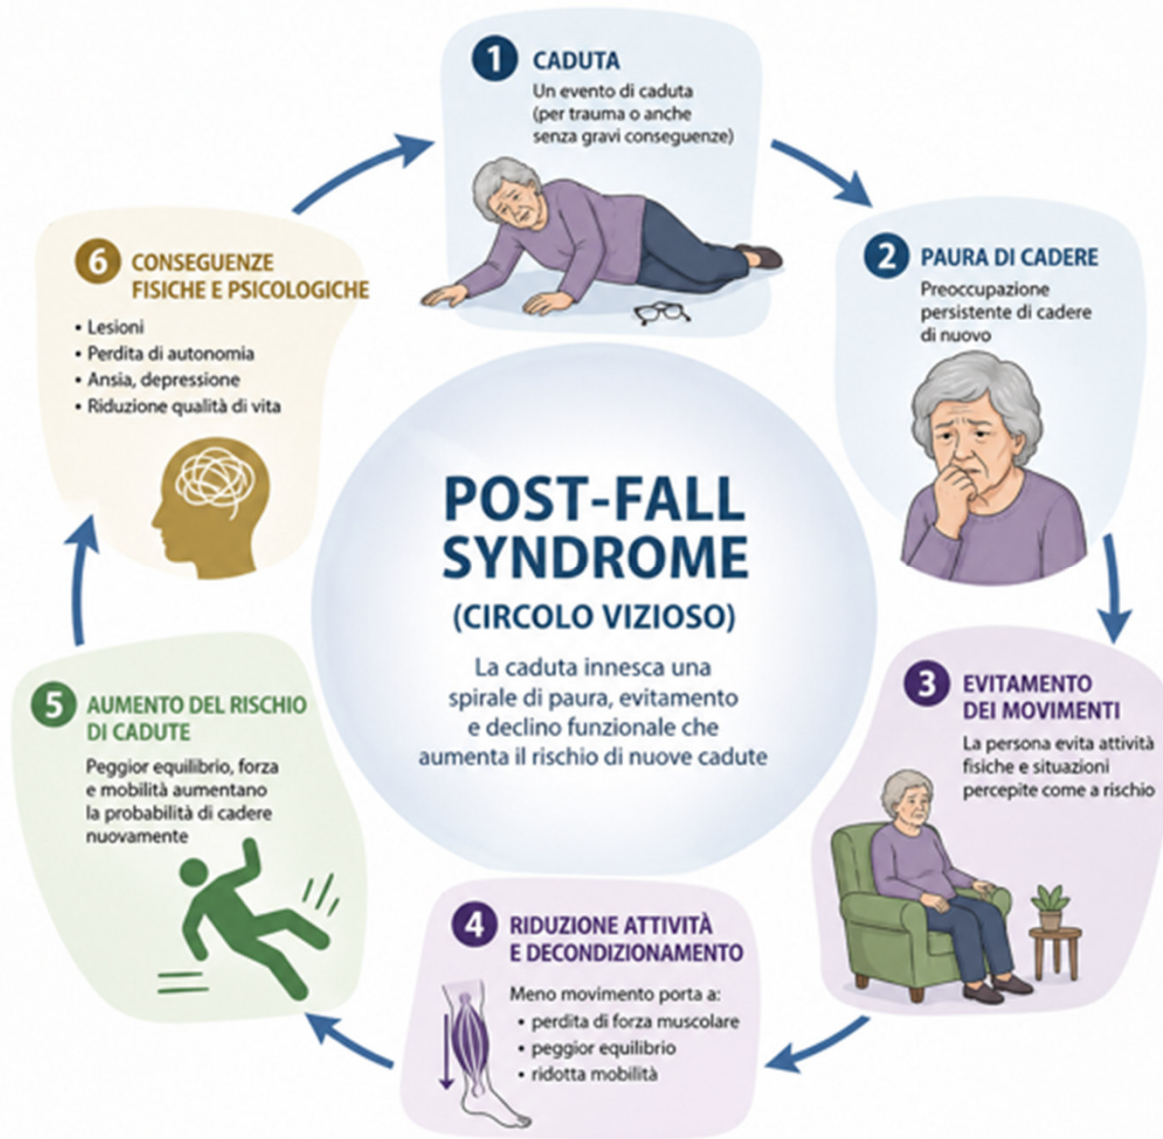 1 CADUTA
Un evento di caduta
(per trauma o anche
senza gravi conseguenze)
2 PAURA DI CADERE
Preoccupazione
persistente di cadere
di nuovo
3 EVITAMENTO
DEI MOVIMENTI
La persona evita attività
fisiche e situazioni
percepite come a rischio
4 RIDUZIONE ATTIVITÀ
E DECONDIZIONAMENTO
Meno movimento porta a:
• perdita di forza muscolare
• peggior equilibrio
• ridotta mobilità
5 AUMENTO DEL RISCHIO
DI CADUTE
Peggior equilibrio, forza
e mobilità aumentano
la probabilità di cadere
nuovamente
6 CONSEGUENZE
FISICHE E PSICOLOGICHE
• Lesioni
• Perdita di autonomia
• Ansia, depressione
• Riduzione qualità di vita
POST-FALL
SYNDROME
(CIRCOLO VIZIOSO)
La caduta innesca una
spirale di paura, evitamento
e declino funzionale che
aumenta il rischio di nuove cadute